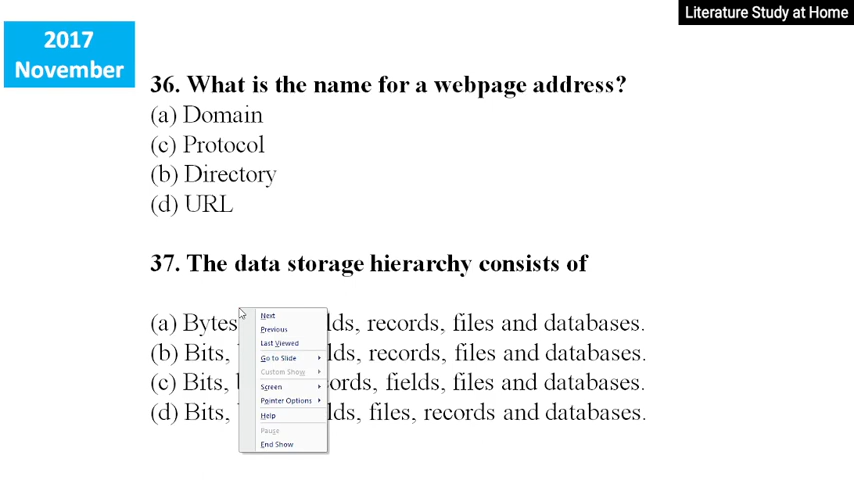 Literature Study at Home
2017
November
36. What is the name for a webpage address?
(a) Domain
(c) Protocol
(b) Directory
(d) URL
37. The data storage hierarchy consists of
(a) Bytes lds, records, files and databases.
(b) Bits, lds, records, files and databases.
(c) Bits, ords, fields, files and databases.
(d) Bits, lds, files, records and databases.
Next
Previous
Last Viewed
Go to Slide
Custom Show
Screen
Pointer Options
Help
Pause
End Show